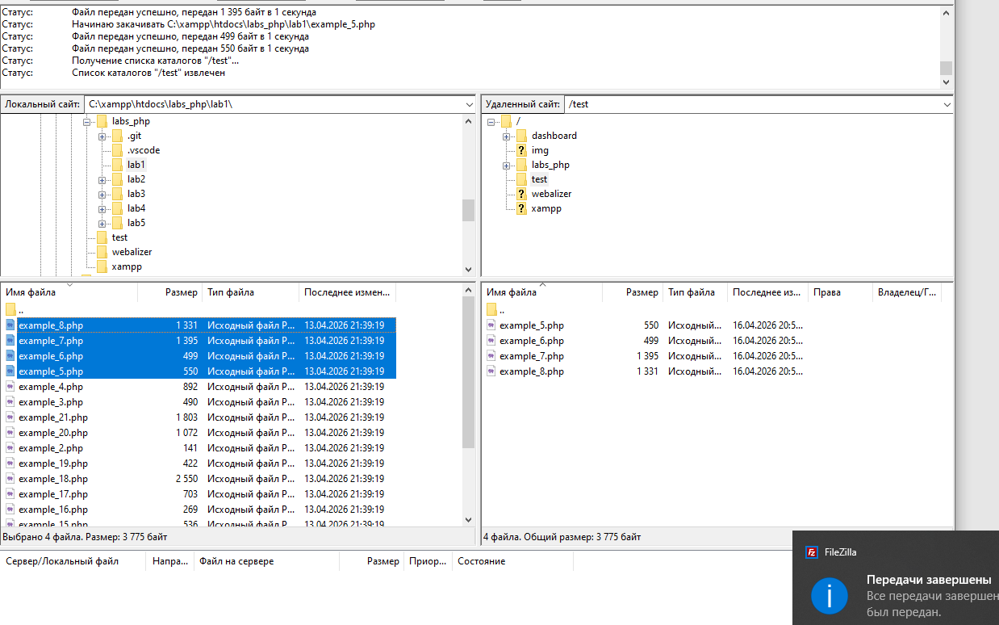 Статус: Файл передан успешно, передан 1 395 байт в 1 секунда
Статус: Начинаю закачивать C:\xampp\htdocs\labs_php\lab1\example_5.php
Статус: Файл передан успешно, передан 499 байт в 1 секунда
Статус: Файл передан успешно, передан 550 байт в 1 секунда
Статус: Получение списка каталогов "/test"...
Статус: Список каталогов "/test" извлечен
Локальный сайт: C:\xampp\htdocs\labs_php\lab1\
labs_php
.git
.vscode
lab1
lab2
lab3
lab4
lab5
test
webalizer
xampp
Удаленный сайт: /test
/
dashboard
? img
labs_php
test
? webalizer
? xampp
Имя файла Размер Тип файла Последнее измен...
..
example_8.php 1 331 Исходный файл P... 13.04.2026 21:39:19
example_7.php 1 395 Исходный файл P... 13.04.2026 21:39:19
example_6.php 499 Исходный файл P... 13.04.2026 21:39:19
example_5.php 550 Исходный файл P... 13.04.2026 21:39:19
example_4.php 892 Исходный файл P... 13.04.2026 21:39:19
example_3.php 490 Исходный файл P... 13.04.2026 21:39:19
example_21.php 1 803 Исходный файл P... 13.04.2026 21:39:19
example_20.php 1 072 Исходный файл P... 13.04.2026 21:39:19
example_2.php 141 Исходный файл P... 13.04.2026 21:39:19
example_19.php 422 Исходный файл P... 13.04.2026 21:39:19
example_18.php 2 550 Исходный файл P... 13.04.2026 21:39:19
example_17.php 703 Исходный файл P... 13.04.2026 21:39:19
example_16.php 269 Исходный файл P... 13.04.2026 21:39:19
example_15.php 536 Исходный файл P... 13.04.2026 21:39:19
Выбрано 4 файла. Размер: 3 775 байт
Имя файла Размер Тип файла Последнее из... Права Владелец/Г...
..
example_5.php 550 Исходный... 16.04.2026 20:5...
example_6.php 499 Исходный... 16.04.2026 20:5...
example_7.php 1 395 Исходный... 16.04.2026 20:5...
example_8.php 1 331 Исходный... 16.04.2026 20:5...
4 файла. Общий размер: 3 775 байт
Сервер/Локальный файл Напра... Файл на сервере Размер Приор... Состояние
Fz FileZilla
Передачи завершены
Все передачи завершен
был передан.